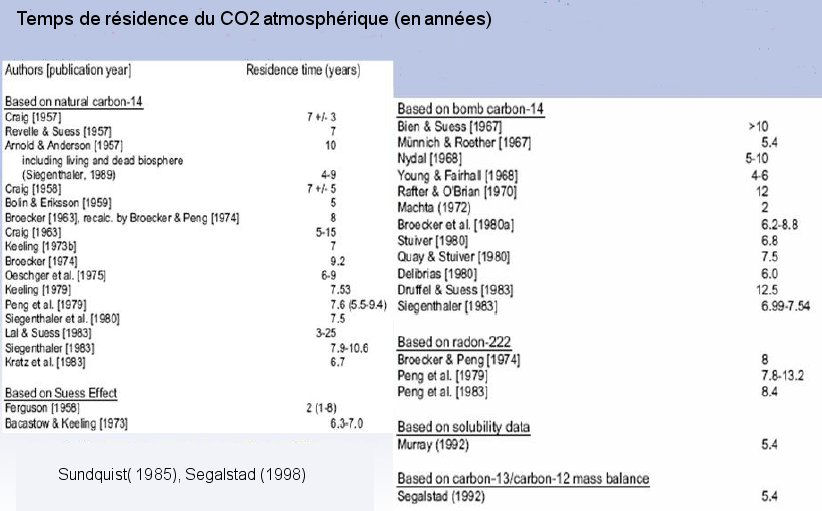 Temps de résidence du CO2 atmosphérique (en années)
Authors [publication year] Residence time (years)
Based on natural carbon-14
Craig [1957] 7 +/- 3
Revelle & Suess [1957] 7
Arnold & Anderson [1957] 10
including living and dead biosphere
(Siegenthaler, 1989) 4-9
Craig [1958] 7 +/- 5
Bolin & Eriksson [1959] 5
Broecker [1963], recalc. by Broecker & Peng [1974] 8
Craig [1963] 5-15
Keeling [1973b] 7
Broecker [1974] 9.2
Oeschger et al. [1975] 6-9
Keeling [1979] 7.53
Peng et al. [1979] 7.6 (5.5-9.4)
Siegenthaler et al. [1980] 7.5
Lal & Suess [1983] 3-25
Siegenthaler [1983] 7.9-10.6
Kratz et al. [1983] 6.7
Based on Suess Effect
Ferguson [1958] 2 (1-8)
Bacastow & Keeling [1973] 6.3-7.0
Based on bomb carbon-14
Bien & Suess [1967] >10
Münnich & Roether [1967] 5.4
Nydal [1968] 5-10
Young & Fairhall [1968] 4-6
Rafter & O'Brian [1970] 12
Machta (1972) 2
Broecker et al. [1980a] 6.2-8.8
Stuiver [1980] 6.8
Quay & Stuiver [1980] 7.5
Delibrias [1980] 6.0
Druffel & Suess [1983] 12.5
Siegenthaler [1983] 6.99-7.54
Based on radon-222
Broecker & Peng [1974] 8
Peng et al. [1979] 7.8-13.2
Peng et al. [1983] 8.4
Based on solubility data
Murray (1992) 5.4
Based on carbon-13/carbon-12 mass balance
Segalstad (1992) 5.4
Sundquist( 1985), Segalstad (1998)